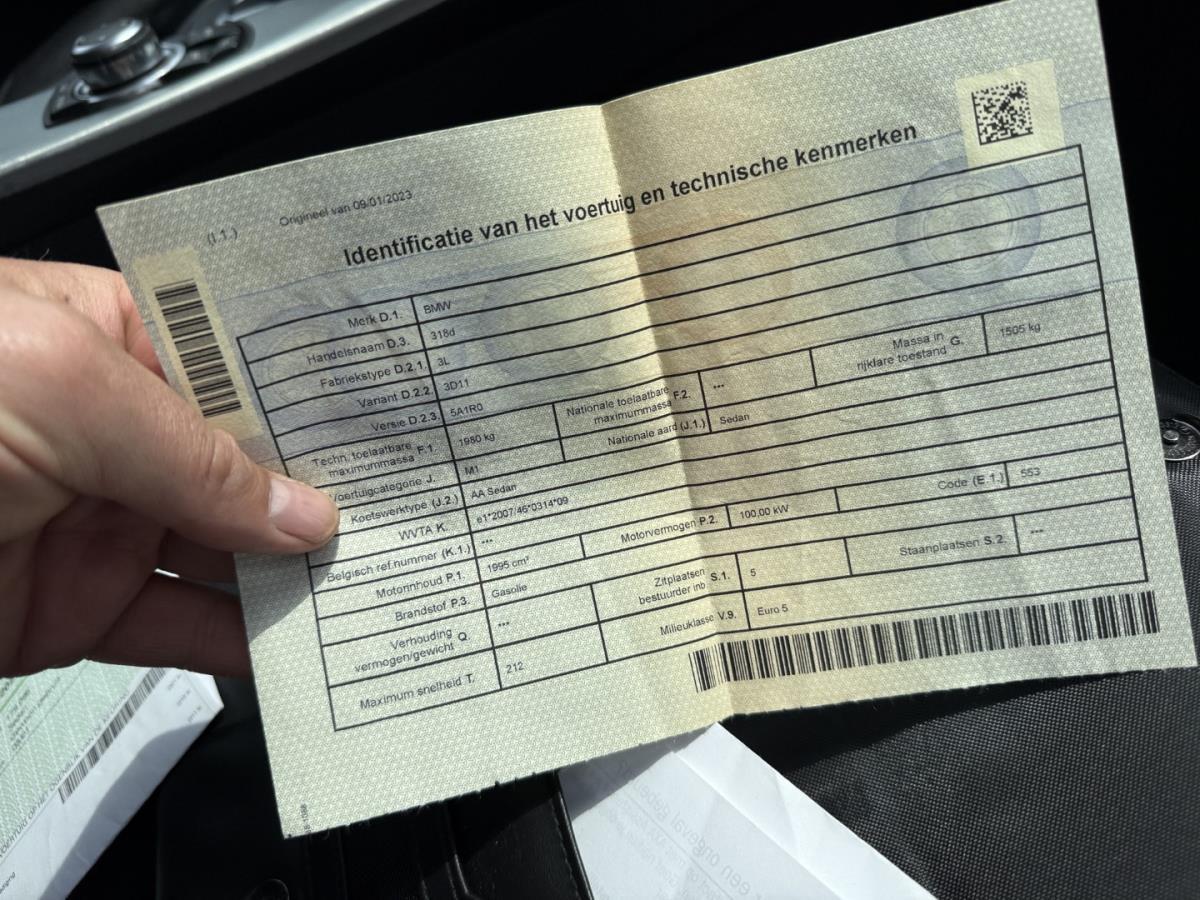 (I.1.) Origineel van 09/01/2023
Identificatie van het voertuig en technische kenmerken
Merk D.1. BMW
Handelsnaam D.3. 318d
Fabriekstype D.2.1. 3L
Variant D.2.2. 3D11
Versie D.2.3. 5A1R0
Techn. toelaatbare maximummassa F.1. 1980 kg Nationale toelaatbare maximummassa F.2. --- Massa in rijklare toestand G. 1505 kg
Voertuigcategorie J. M1 Nationale aard (J.1.) Sedan
Koetswerktype (J.2.) AA Sedan
WVTA K. e1*2007/46*0314*09
Belgisch ref.nummer (K.1.) ---
Motorinhoud P.1. 1995 cm³ Motorvermogen P.2. 100,00 kW Code (E.1.) 553
Brandstof P.3. Gasolie
Verhouding vermogen/gewicht Q --- Zitplaatsen bestuurder inb. S.1. 5 Staanplaatsen S.2. ---
Maximum snelheid T. 212 Milieuklasse V.9. Euro 5